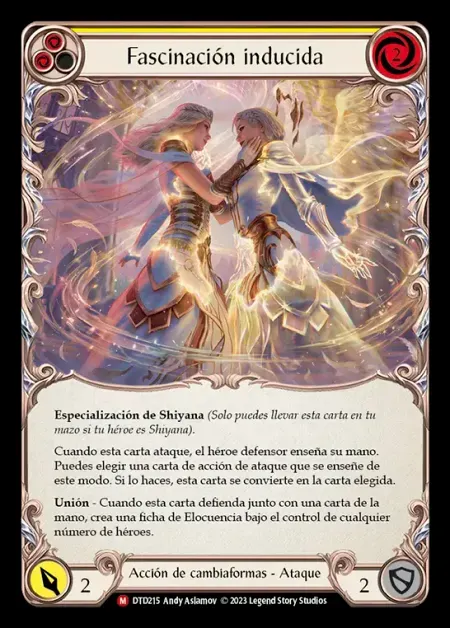 Fascinación inducida
2
Especialización de Shiyana (Solo puedes llevar esta carta en tu
mazo si tu héroe es Shiyana).
Cuando esta carta ataque, el héroe defensor enseña su mano.
Puedes elegir una carta de acción de ataque que se enseñe de
este modo. Si lo haces, esta carta se convierte en la carta elegida.
Unión - Cuando esta carta defienda junto con una carta de la
mano, crea una ficha de Elocuencia bajo el control de cualquier
número de héroes.
2
Acción de cambiaformas - Ataque
2
M DTD215 Andy Aslamov © 2023 Legend Story Studios